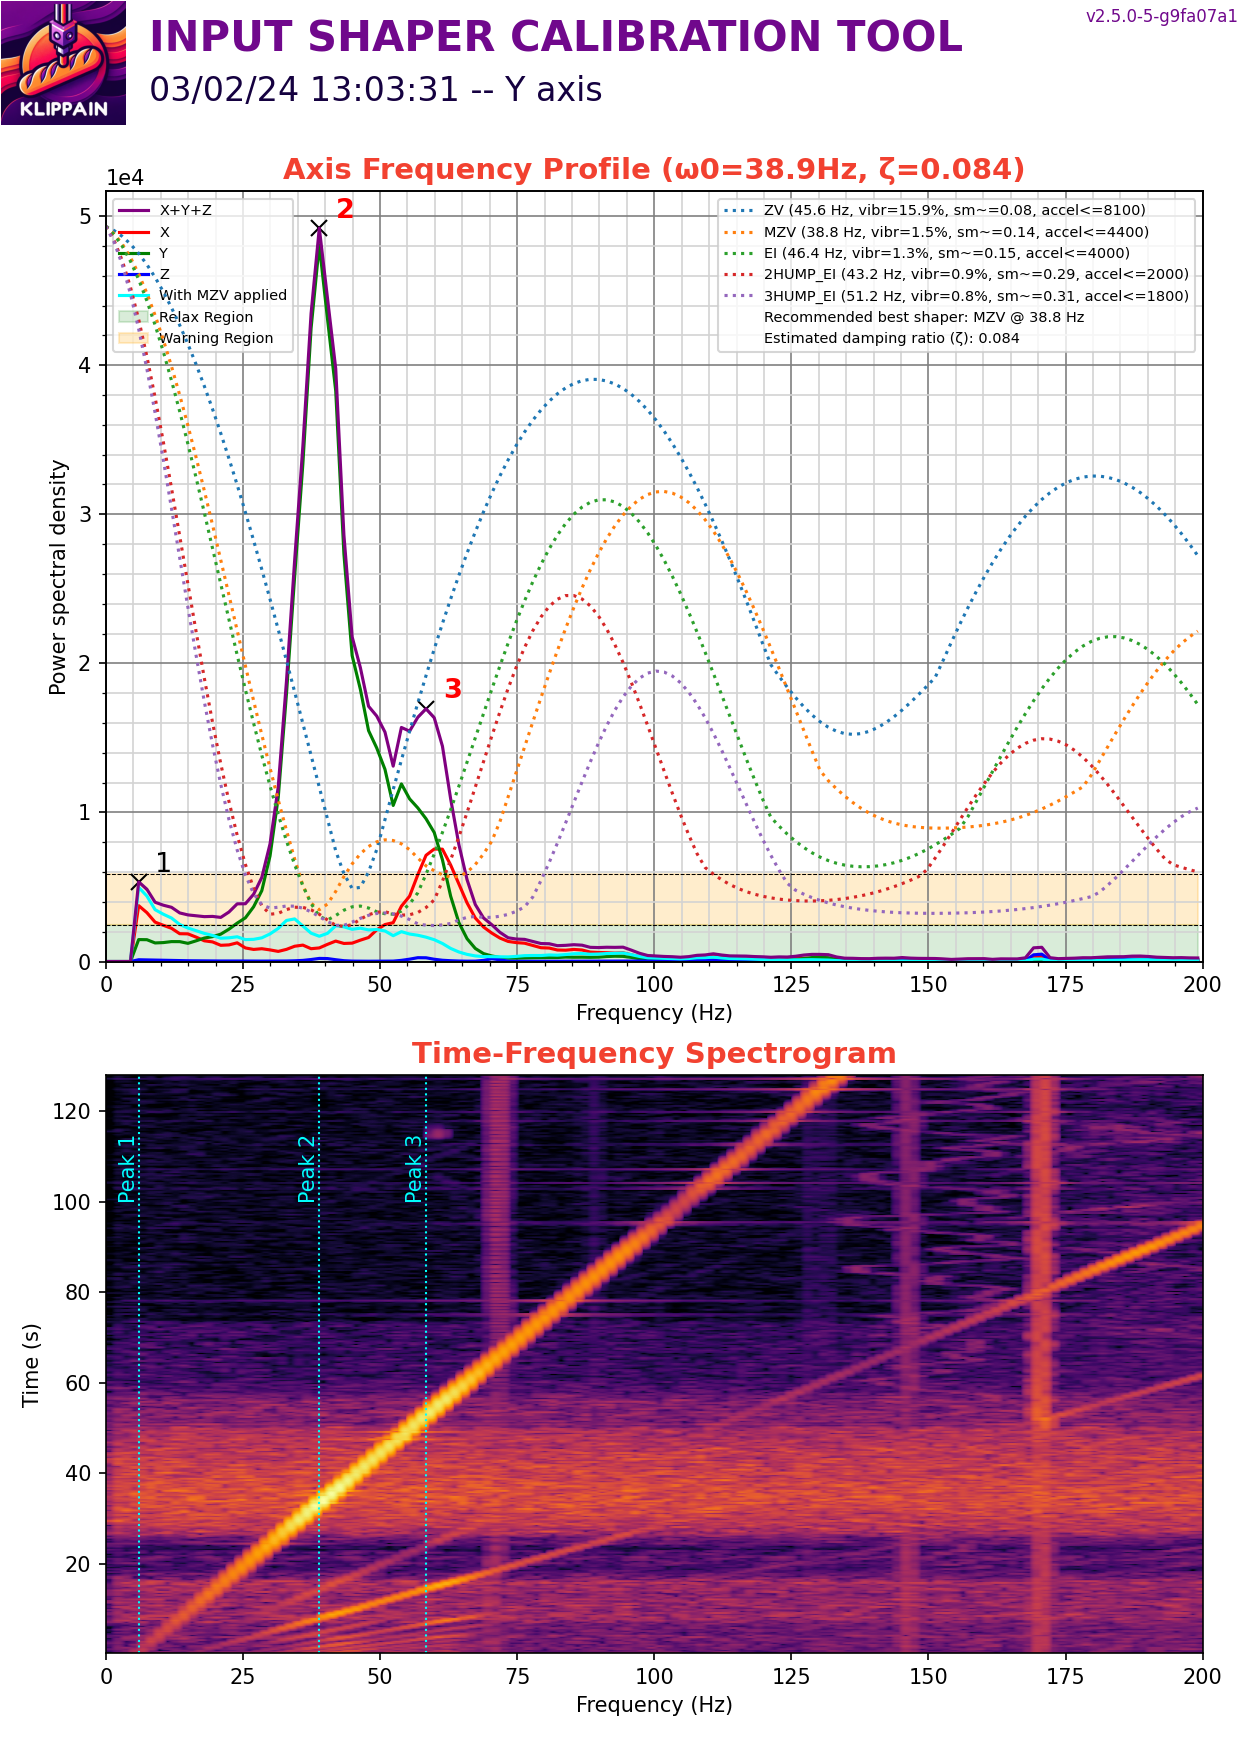 v2.5.0-5-g9fa07a1
INPUT SHAPER CALIBRATION TOOL
03/02/24 13:03:31 -- Y axis
KLIPPAIN
Axis Frequency Profile (ω0=38.9Hz, ζ=0.084)
1e4
X+Y+Z
X
Y
Z
With MZV applied
Relax Region
Warning Region
ZV (45.6 Hz, vibr=15.9%, sm~=0.08, accel<=8100)
MZV (38.8 Hz, vibr=1.5%, sm~=0.14, accel<=4400)
EI (46.4 Hz, vibr=1.3%, sm~=0.15, accel<=4000)
2HUMP_EI (43.2 Hz, vibr=0.9%, sm~=0.29, accel<=2000)
3HUMP_EI (51.2 Hz, vibr=0.8%, sm~=0.31, accel<=1800)
Recommended best shaper: MZV @ 38.8 Hz
Estimated damping ratio (ζ): 0.084
2
3
1
5
4
3
2
1
0
Power spectral density
0 25 50 75 100 125 150 175 200
Frequency (Hz)
Time-Frequency Spectrogram
Peak 1
Peak 2
Peak 3
120
100
80
60
40
20
Time (s)
0 25 50 75 100 125 150 175 200
Frequency (Hz)